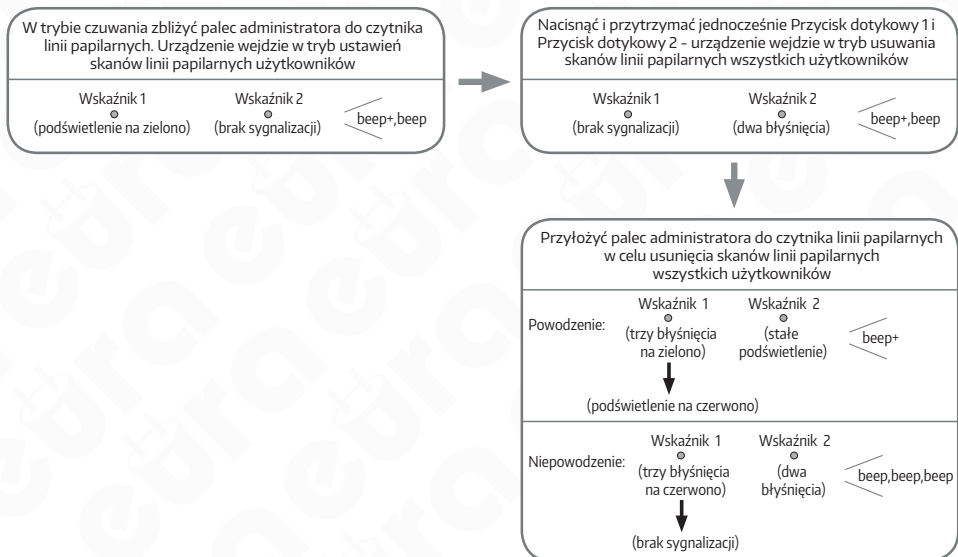 W trybie czuwania zbliżyć palec administratora do czytnika
linii papilarnych. Urządzenie wejdzie w tryb ustawień
skanów linii papilarnych użytkowników
Wskaźnik 1
(podświetlenie na zielono)
Wskaźnik 2
(brak sygnalizacji)
beep+,beep
Nacisnąć i przytrzymać jednocześnie Przycisk dotykowy 1 i
Przycisk dotykowy 2 - urządzenie wejdzie w tryb usuwania
skanów linii papilarnych wszystkich użytkowników
Wskaźnik 1
(brak sygnalizacji)
Wskaźnik 2
(dwa błyśnięcia)
beep+,beep
Przyłożyć palec administratora do czytnika linii papilarnych
w celu usunięcia skanów linii papilarnych
wszystkich użytkowników
Powodzenie:
Wskaźnik 1
(trzy błyśnięcia
na zielono)
(podświetlenie na czerwono)
Wskaźnik 2
(stałe
podświetlenie)
beep+
Niepowodzenie:
Wskaźnik 1
(trzy błyśnięcia
na czerwono)
(brak sygnalizacji)
Wskaźnik 2
(dwa
błyśnięcia)
beep,beep,beep
eura